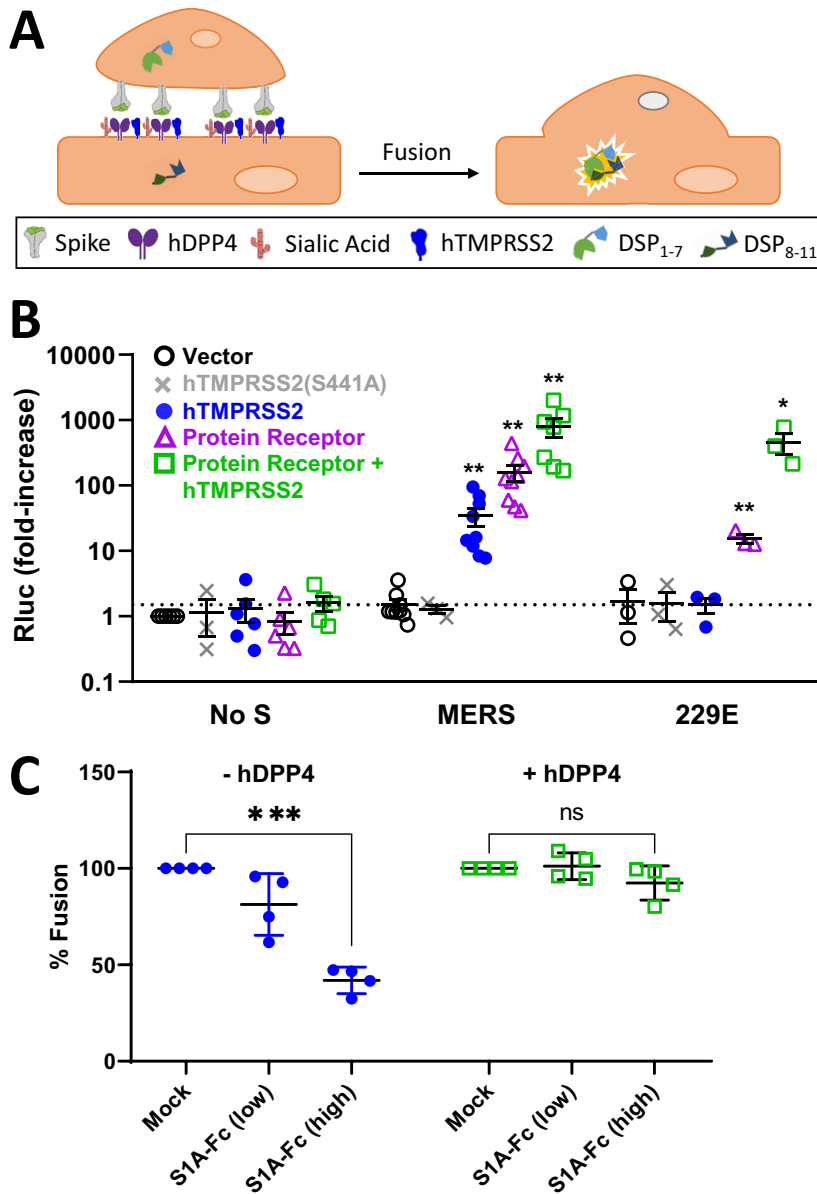 A
Fusion
Spike hDPP4 Sialic Acid hTMPRSS2 DSP1-7 DSP8-11
B
Rluc (fold-increase)
10000
1000
100
10
1
0.1
Vector
hTMPRSS2(S441A)
hTMPRSS2
Protein Receptor
Protein Receptor +
hTMPRSS2
** ** ** ** *
No S MERS 229E
C
- hDPP4 + hDPP4
*** ns
% Fusion
150
100
50
0
Mock
S1A-Fc (low)
S1A-Fc (high)
Mock
S1A-Fc (low)
S1A-Fc (high)